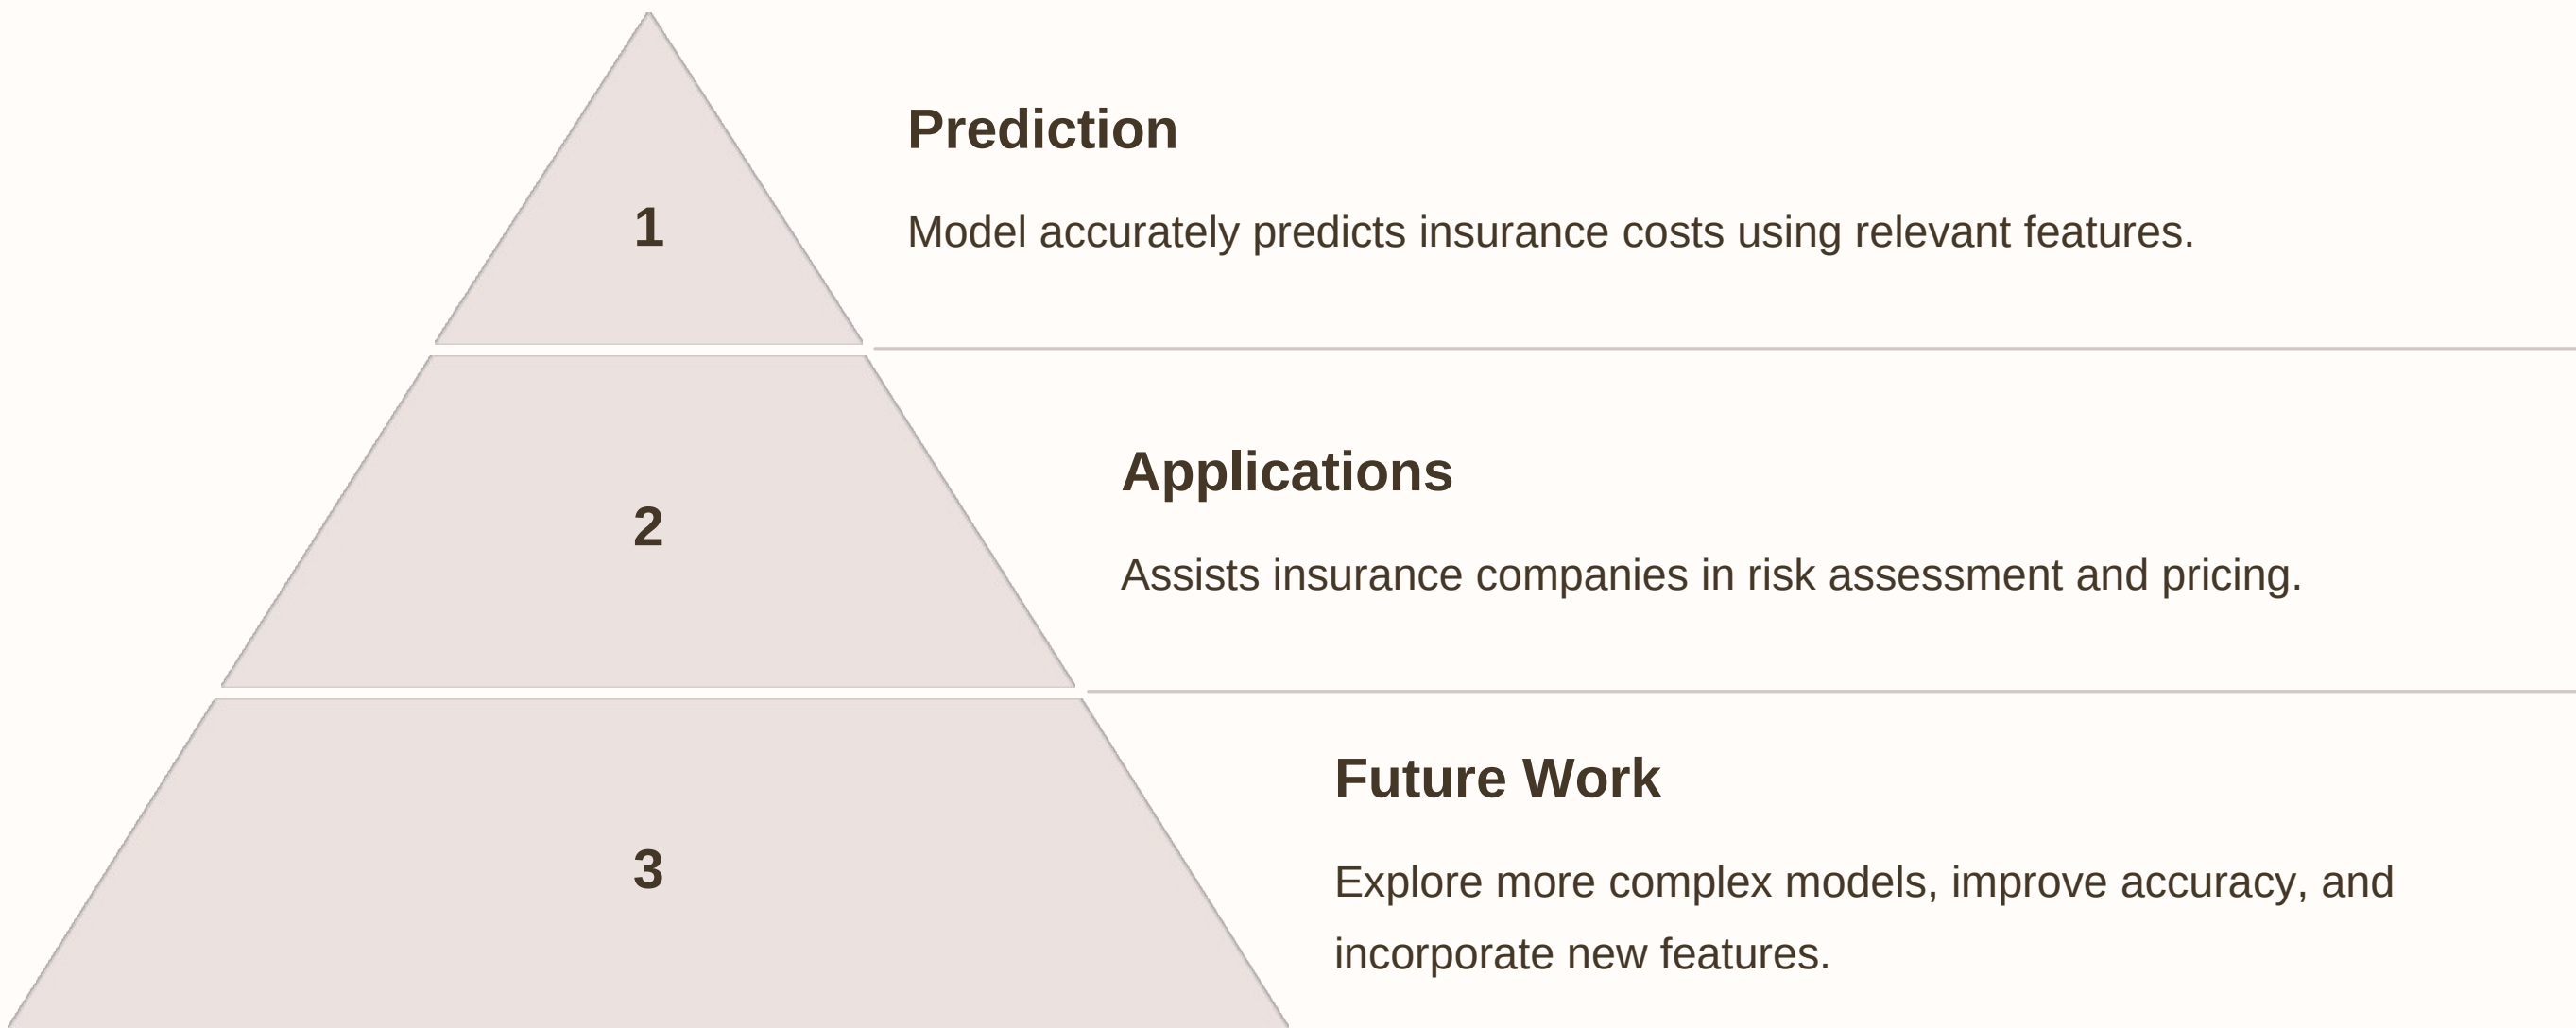 Prediction
1
Model accurately predicts insurance costs using relevant features.
Applications
2
Assists insurance companies in risk assessment and pricing.
Future Work
3
Explore more complex models, improve accuracy, and
incorporate new features.